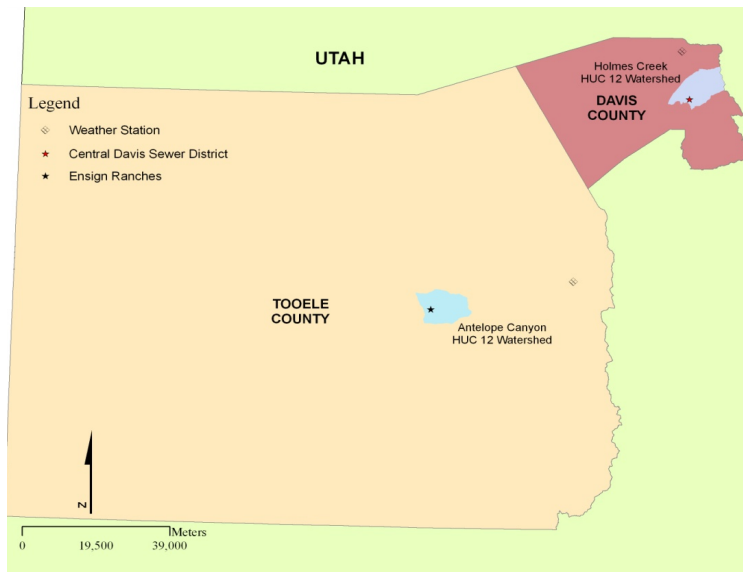 UTAH
Holmes Creek
HUC 12 Watershed
DAVIS
COUNTY
Legend
Weather Station
Central Davis Sewer District
Ensign Ranches
TOOELE
COUNTY
Antelope Canyon
HUC 12 Watershed
N
Meters
0 19,500 39,000